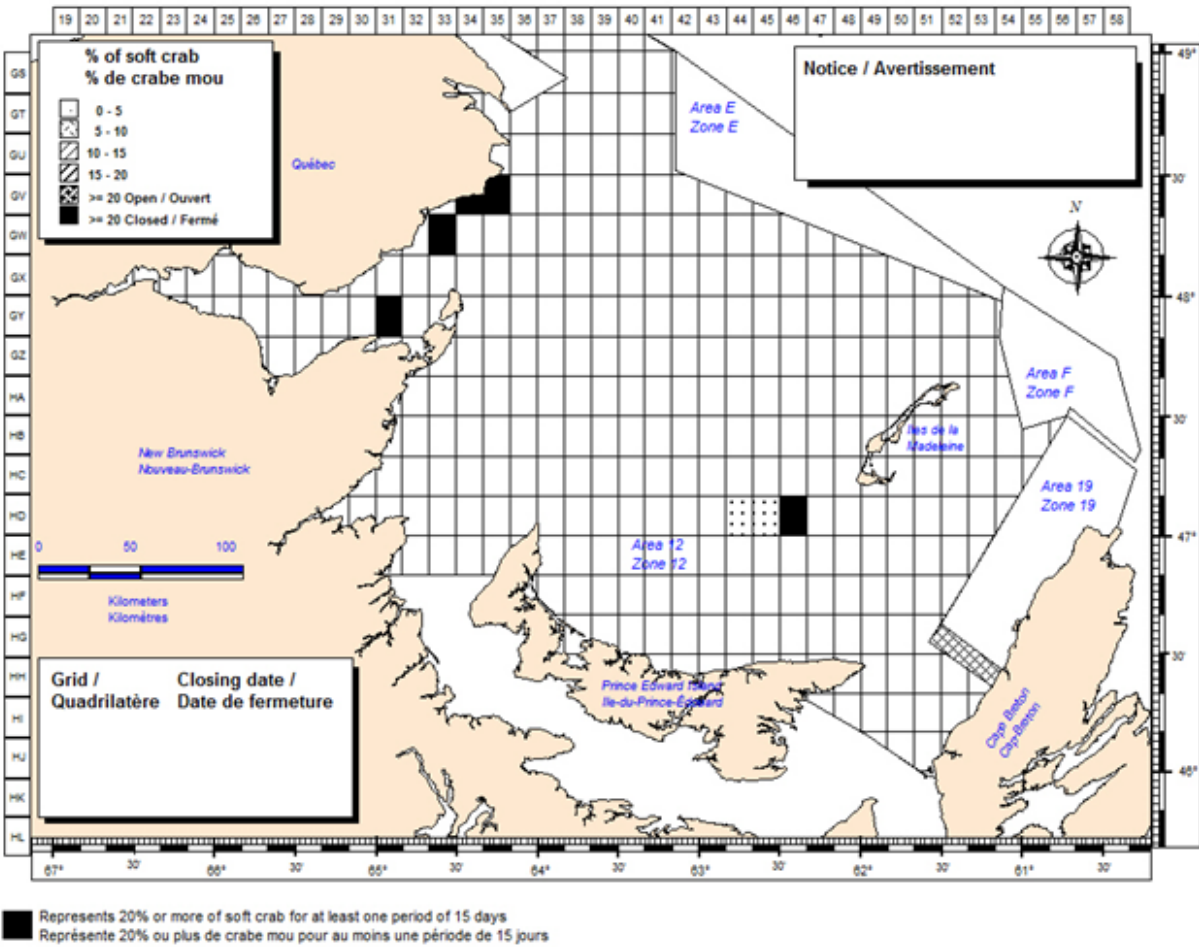 19 20 21 22 23 24 25 26 27 28 29 30 31 32 33 34 35 36 37 38 39 40 41 42 43 44 45 46 47 48 49 50 51 52 53 54 55 56 57 58
% of soft crab
% de crabe mou
0 - 5
5 - 10
10 - 15
15 - 20
>= 20 Open / Ouvert
>= 20 Closed / Fermé
Notice / Avertissement
Area E
Zone E
Québec
N
GS
GT
GU
GV
GW
GX
GY
GZ
HA
HB
HC
HD
HE
HF
HG
HH
HI
HJ
HK
HL
49°
30'
48°
30'
47°
30'
46°
Area F
Zone F
Iles de la
Madeleine
New Brunswick
Nouveau-Brunswick
Area 19
Zone 19
Area 12
Zone 12
0 50 100
Kilometers
Kilomètres
Grid / Closing date /
Quadrilatère Date de fermeture
Prince Edward Island
Ile-du-Prince-Edouard
Cape Breton
Cap-Breton
67° 30' 66° 30' 65° 30' 64° 30' 63° 30' 62° 30' 61° 30'
Represents 20% or more of soft crab for at least one period of 15 days
Représente 20% ou plus de crabe mou pour au moins une période de 15 jours